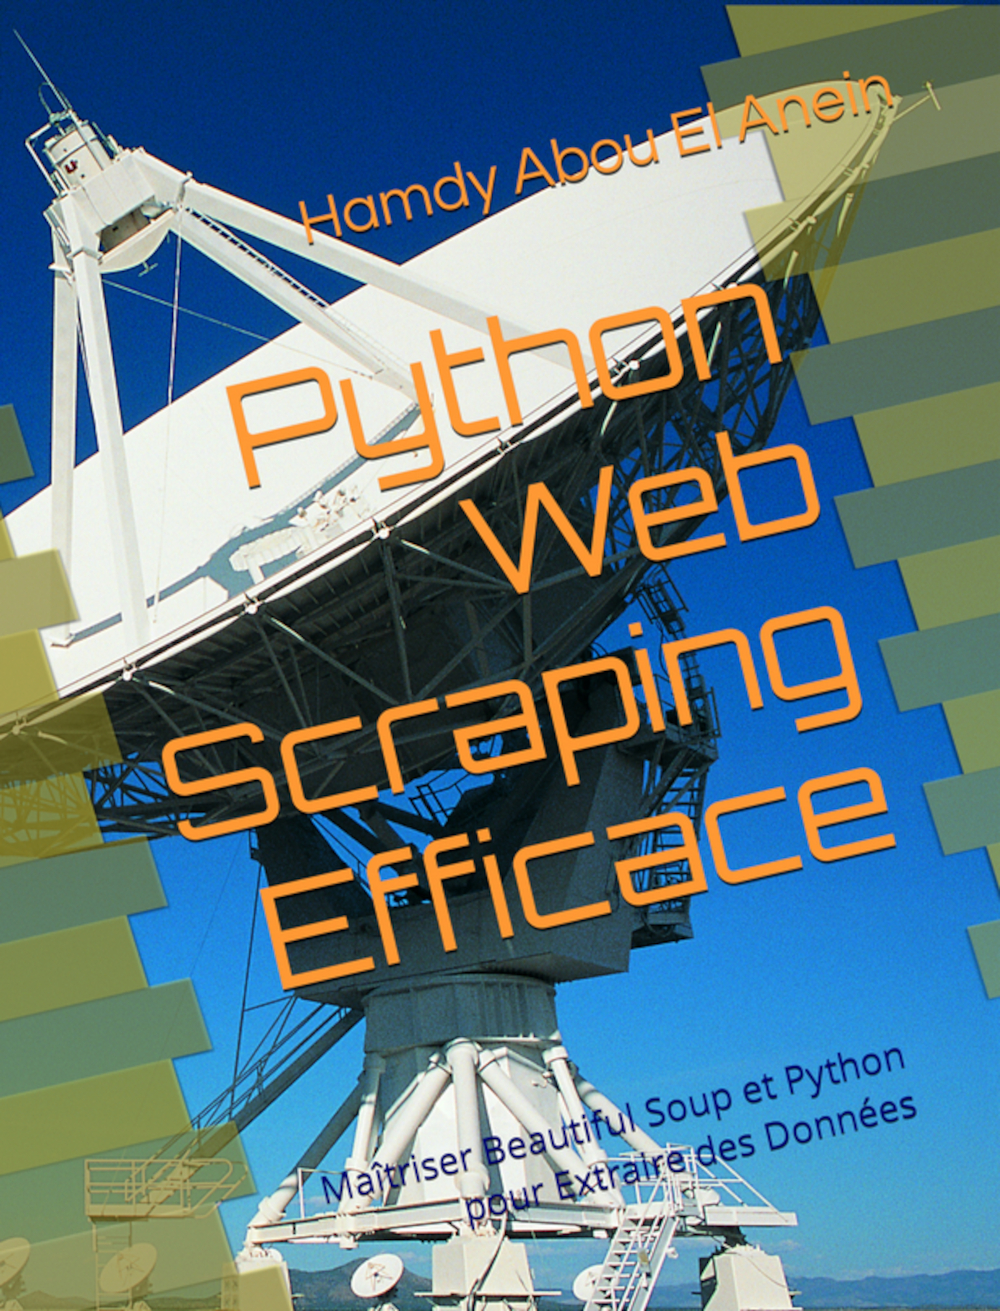 Hamdy Abou El Anein
Python
Web
Scraping
Efficace
Maîtriser Beautiful Soup et Python
pour Extraire des Données